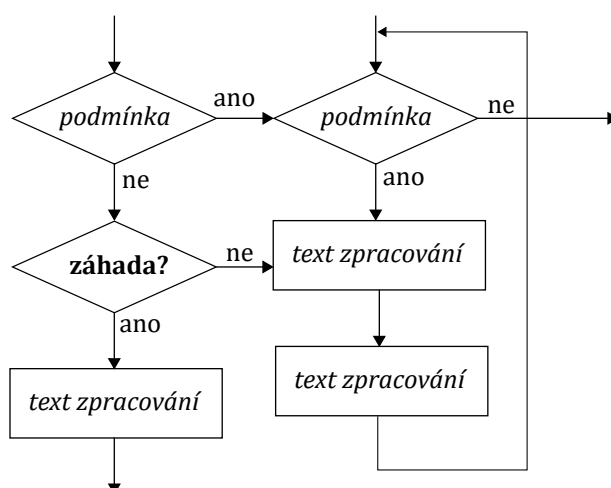 podmínka
ano
podmínka
ne
ne
ano
záhada?
ne
text zpracování
ano
text zpracování
text zpracování